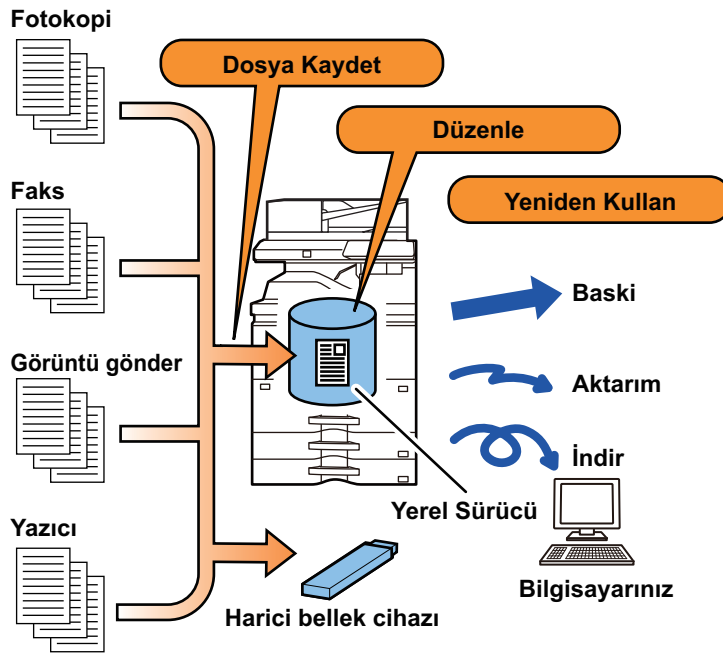 Fotokopi
Dosya Kaydet
Düzenle
Faks
Yeniden Kullan
Baski
Görüntü gönder
Aktarım
İndir
Yerel Sürücü
Yazıcı
Bilgisayarınız
Harici bellek cihazı